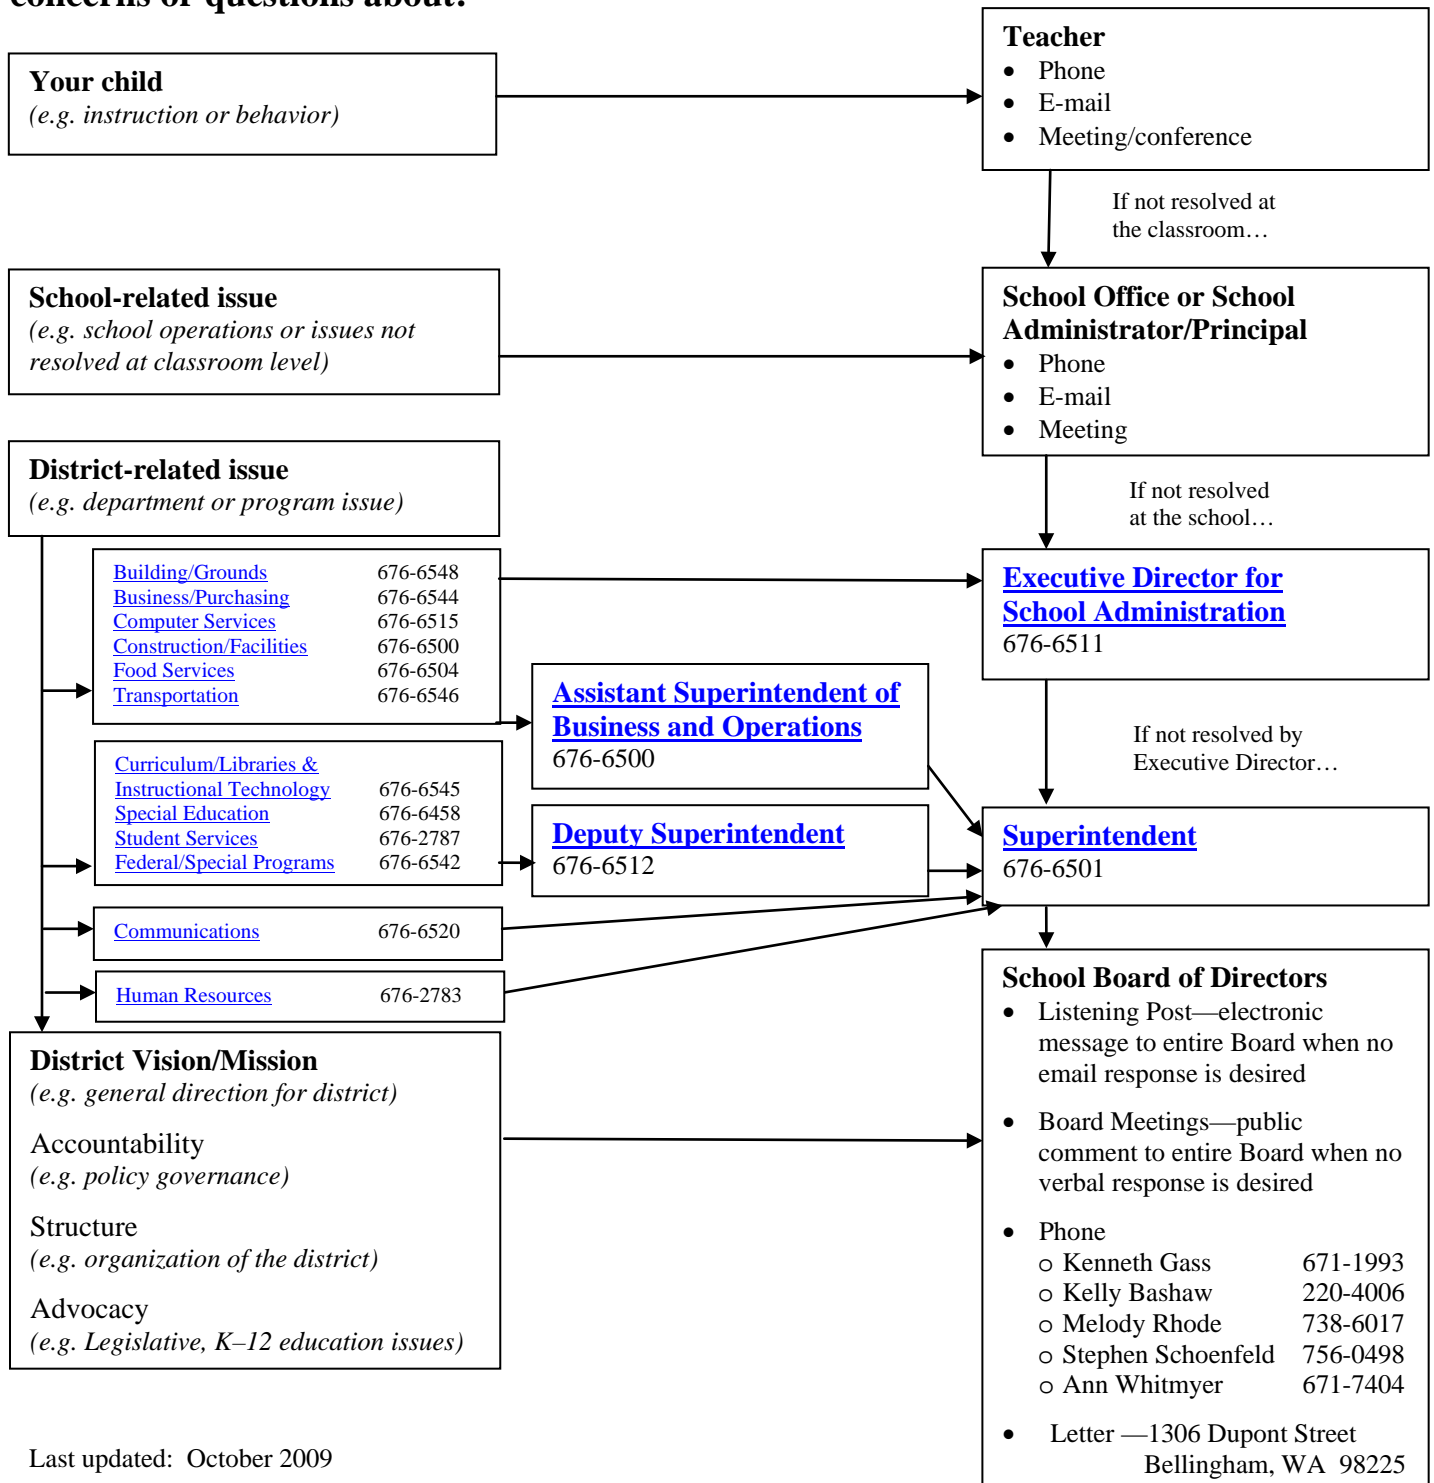 concerns or questions about?
Your child
(e.g. instruction or behavior)
Teacher
• Phone
• E-mail
• Meeting/conference
If not resolved at
the classroom…
School-related issue
(e.g. school operations or issues not
resolved at classroom level)
School Office or School
Administrator/Principal
• Phone
• E-mail
• Meeting
If not resolved
at the school…
District-related issue
(e.g. department or program issue)
Building/Grounds 676-6548
Business/Purchasing 676-6544
Computer Services 676-6515
Construction/Facilities 676-6500
Food Services 676-6504
Transportation 676-6546
Executive Director for
School Administration
676-6511
Assistant Superintendent of
Business and Operations
676-6500
If not resolved by
Executive Director…
Curriculum/Libraries &
Instructional Technology 676-6545
Special Education 676-6458
Student Services 676-2787
Federal/Special Programs 676-6542
Deputy Superintendent
676-6512
Superintendent
676-6501
Communications 676-6520
Human Resources 676-2783
District Vision/Mission
(e.g. general direction for district)
Accountability
(e.g. policy governance)
Structure
(e.g. organization of the district)
Advocacy
(e.g. Legislative, K–12 education issues)
School Board of Directors
• Listening Post—electronic
message to entire Board when no
email response is desired
• Board Meetings—public
comment to entire Board when no
verbal response is desired
• Phone
o Kenneth Gass 671-1993
o Kelly Bashaw 220-4006
o Melody Rhode 738-6017
o Stephen Schoenfeld 756-0498
o Ann Whitmyer 671-7404
• Letter —1306 Dupont Street
Bellingham, WA 98225
Last updated: October 2009